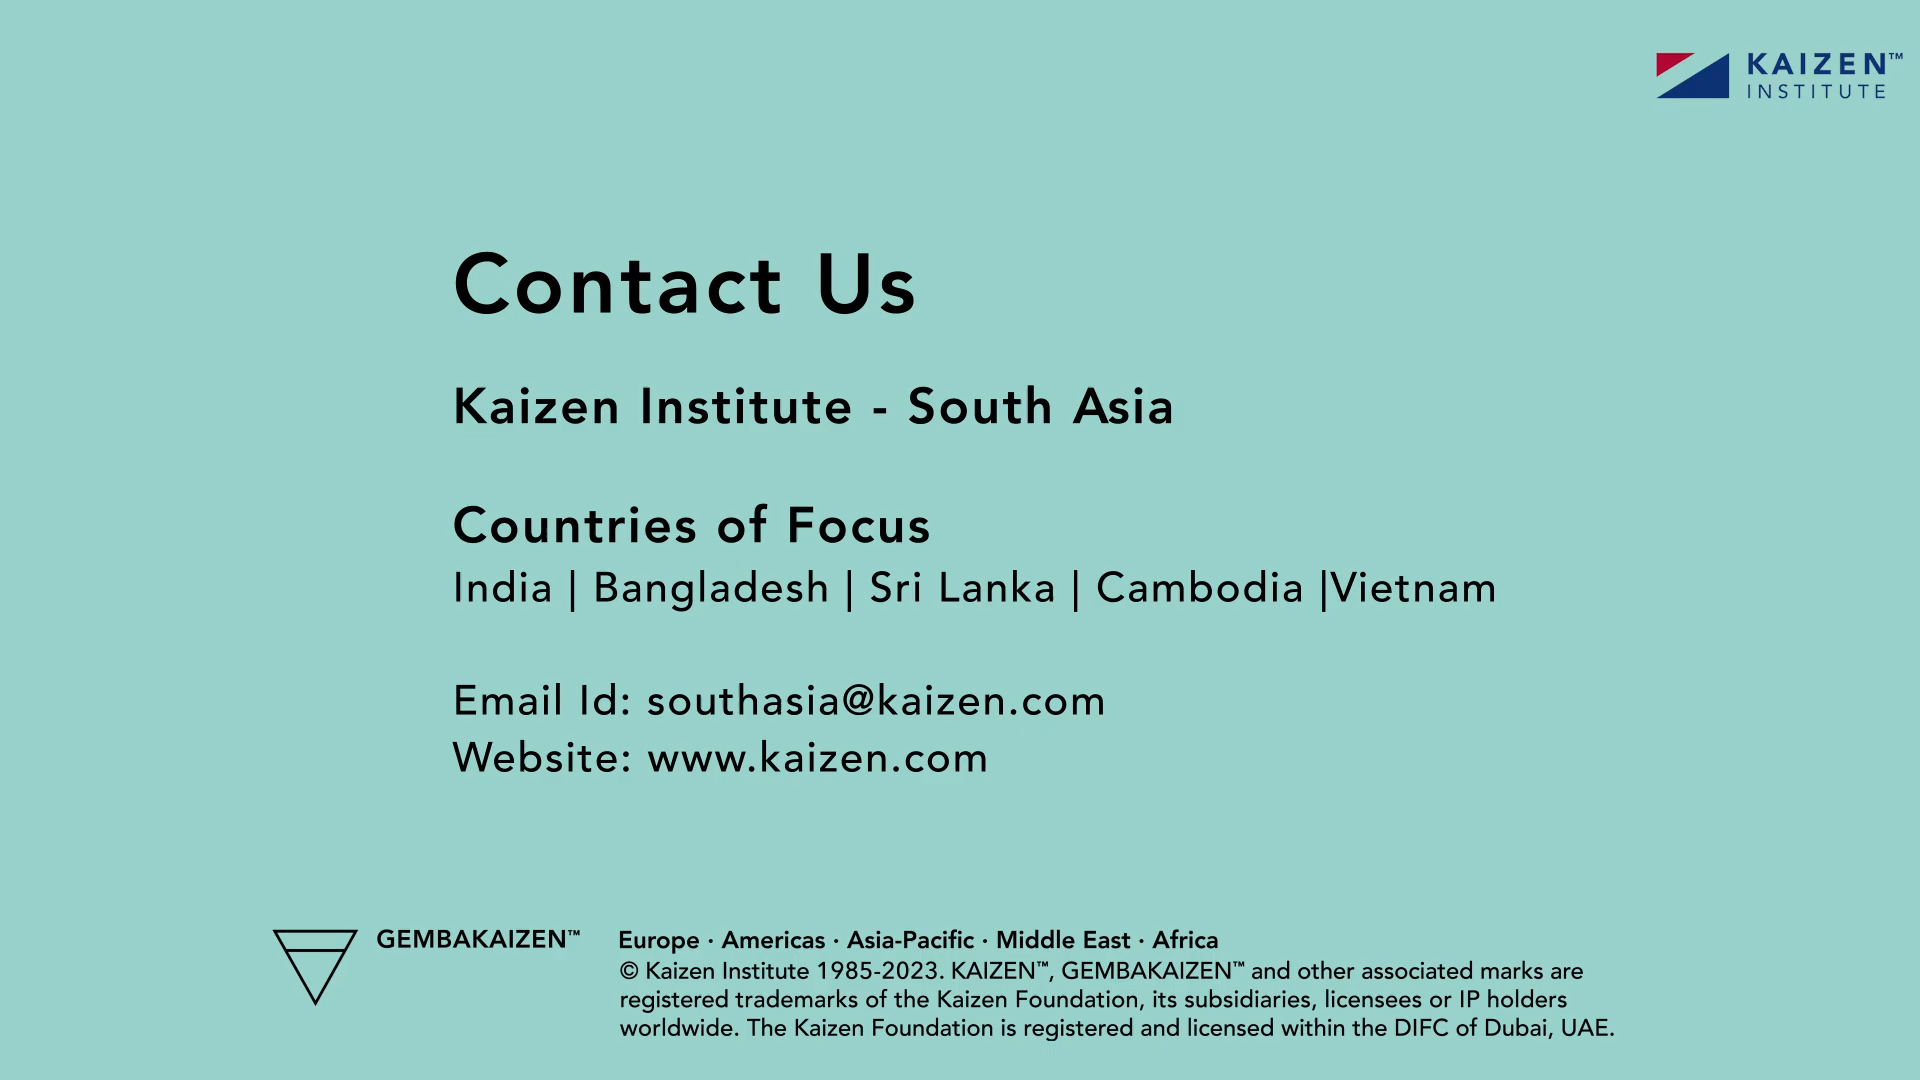 KAIZEN™
INSTITUTE
Contact Us
Kaizen Institute - South Asia
Countries of Focus
India | Bangladesh | Sri Lanka | Cambodia |Vietnam
Email Id: southasia@kaizen.com
Website: www.kaizen.com
GEMBAKAIZEN™
Europe · Americas · Asia-Pacific · Middle East · Africa
© Kaizen Institute 1985-2023. KAIZEN™, GEMBAKAIZEN™ and other associated marks are
registered trademarks of the Kaizen Foundation, its subsidiaries, licensees or IP holders
worldwide. The Kaizen Foundation is registered and licensed within the DIFC of Dubai, UAE.